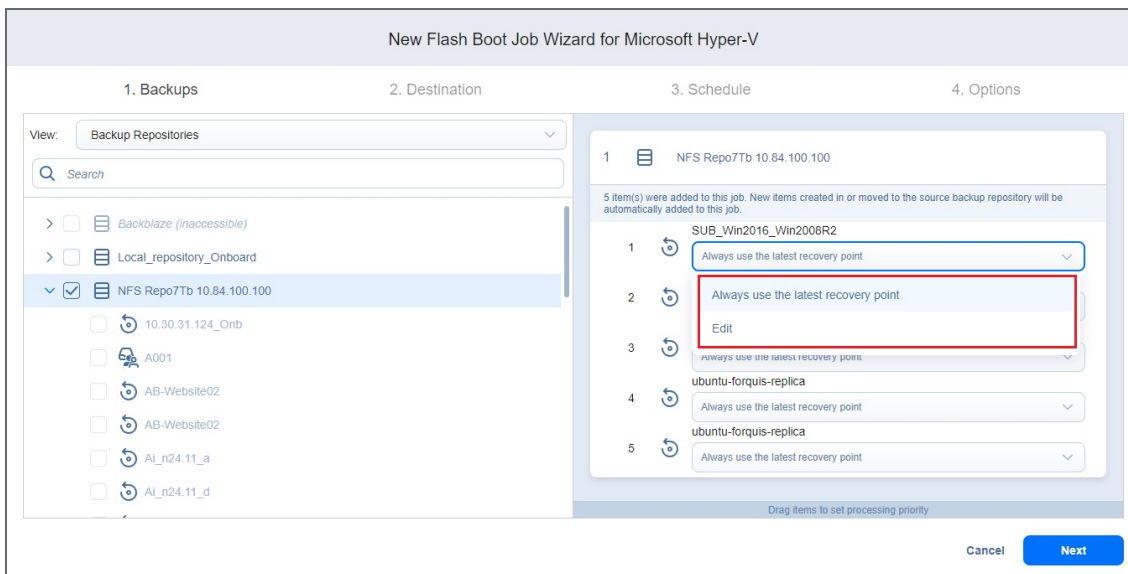 New Flash Boot Job Wizard for Microsoft Hyper-V
1. Backups
2. Destination
3. Schedule
4. Options
View:
Backup Repositories
Search
Backblaze (inaccessible)
Local_repository_Onboard
NFS Repo7Tb 10.84.100.100
10.30.31.124_Onb
A001
AB-Website02
AB-Website02
Ai_n24.11_a
Ai_n24.11_d
1
NFS Repo7Tb 10.84.100.100
5 item(s) were added to this job. New items created in or moved to the source backup repository will be
automatically added to this job.
1
SUB_Win2016_Win2008R2
Always use the latest recovery point
Always use the latest recovery point
Edit
2
3
Always use the latest recovery point
ubuntu-forquis-replica
4
Always use the latest recovery point
ubuntu-forquis-replica
5
Always use the latest recovery point
Drag items to set processing priority
Cancel
Next